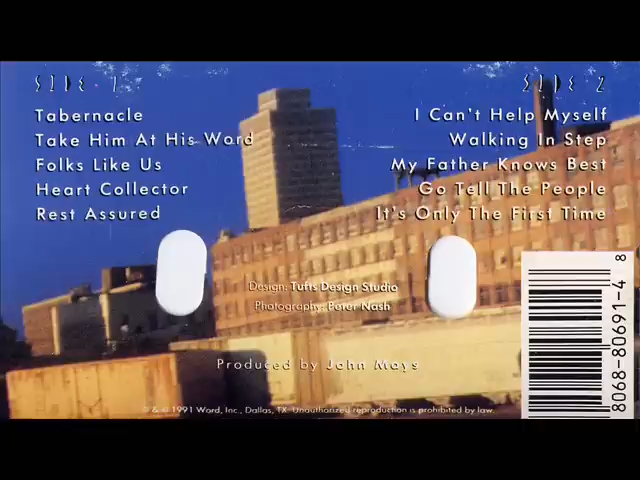 SIDE 1
Tabernacle
Take Him At His Word
Folks Like Us
Heart Collector
Rest Assured
SIDE 2
I Can't Help Myself
Walking In Step
My Father Knows Best
Go Tell The People
It's Only The First Time
Design: Tufts Design Studio
Photography: Peter Nash
Produced by John Mays
℗ & © 1991 Word, Inc., Dallas, TX. Unauthorized reproduction is prohibited by law.
8068-80691-4 8